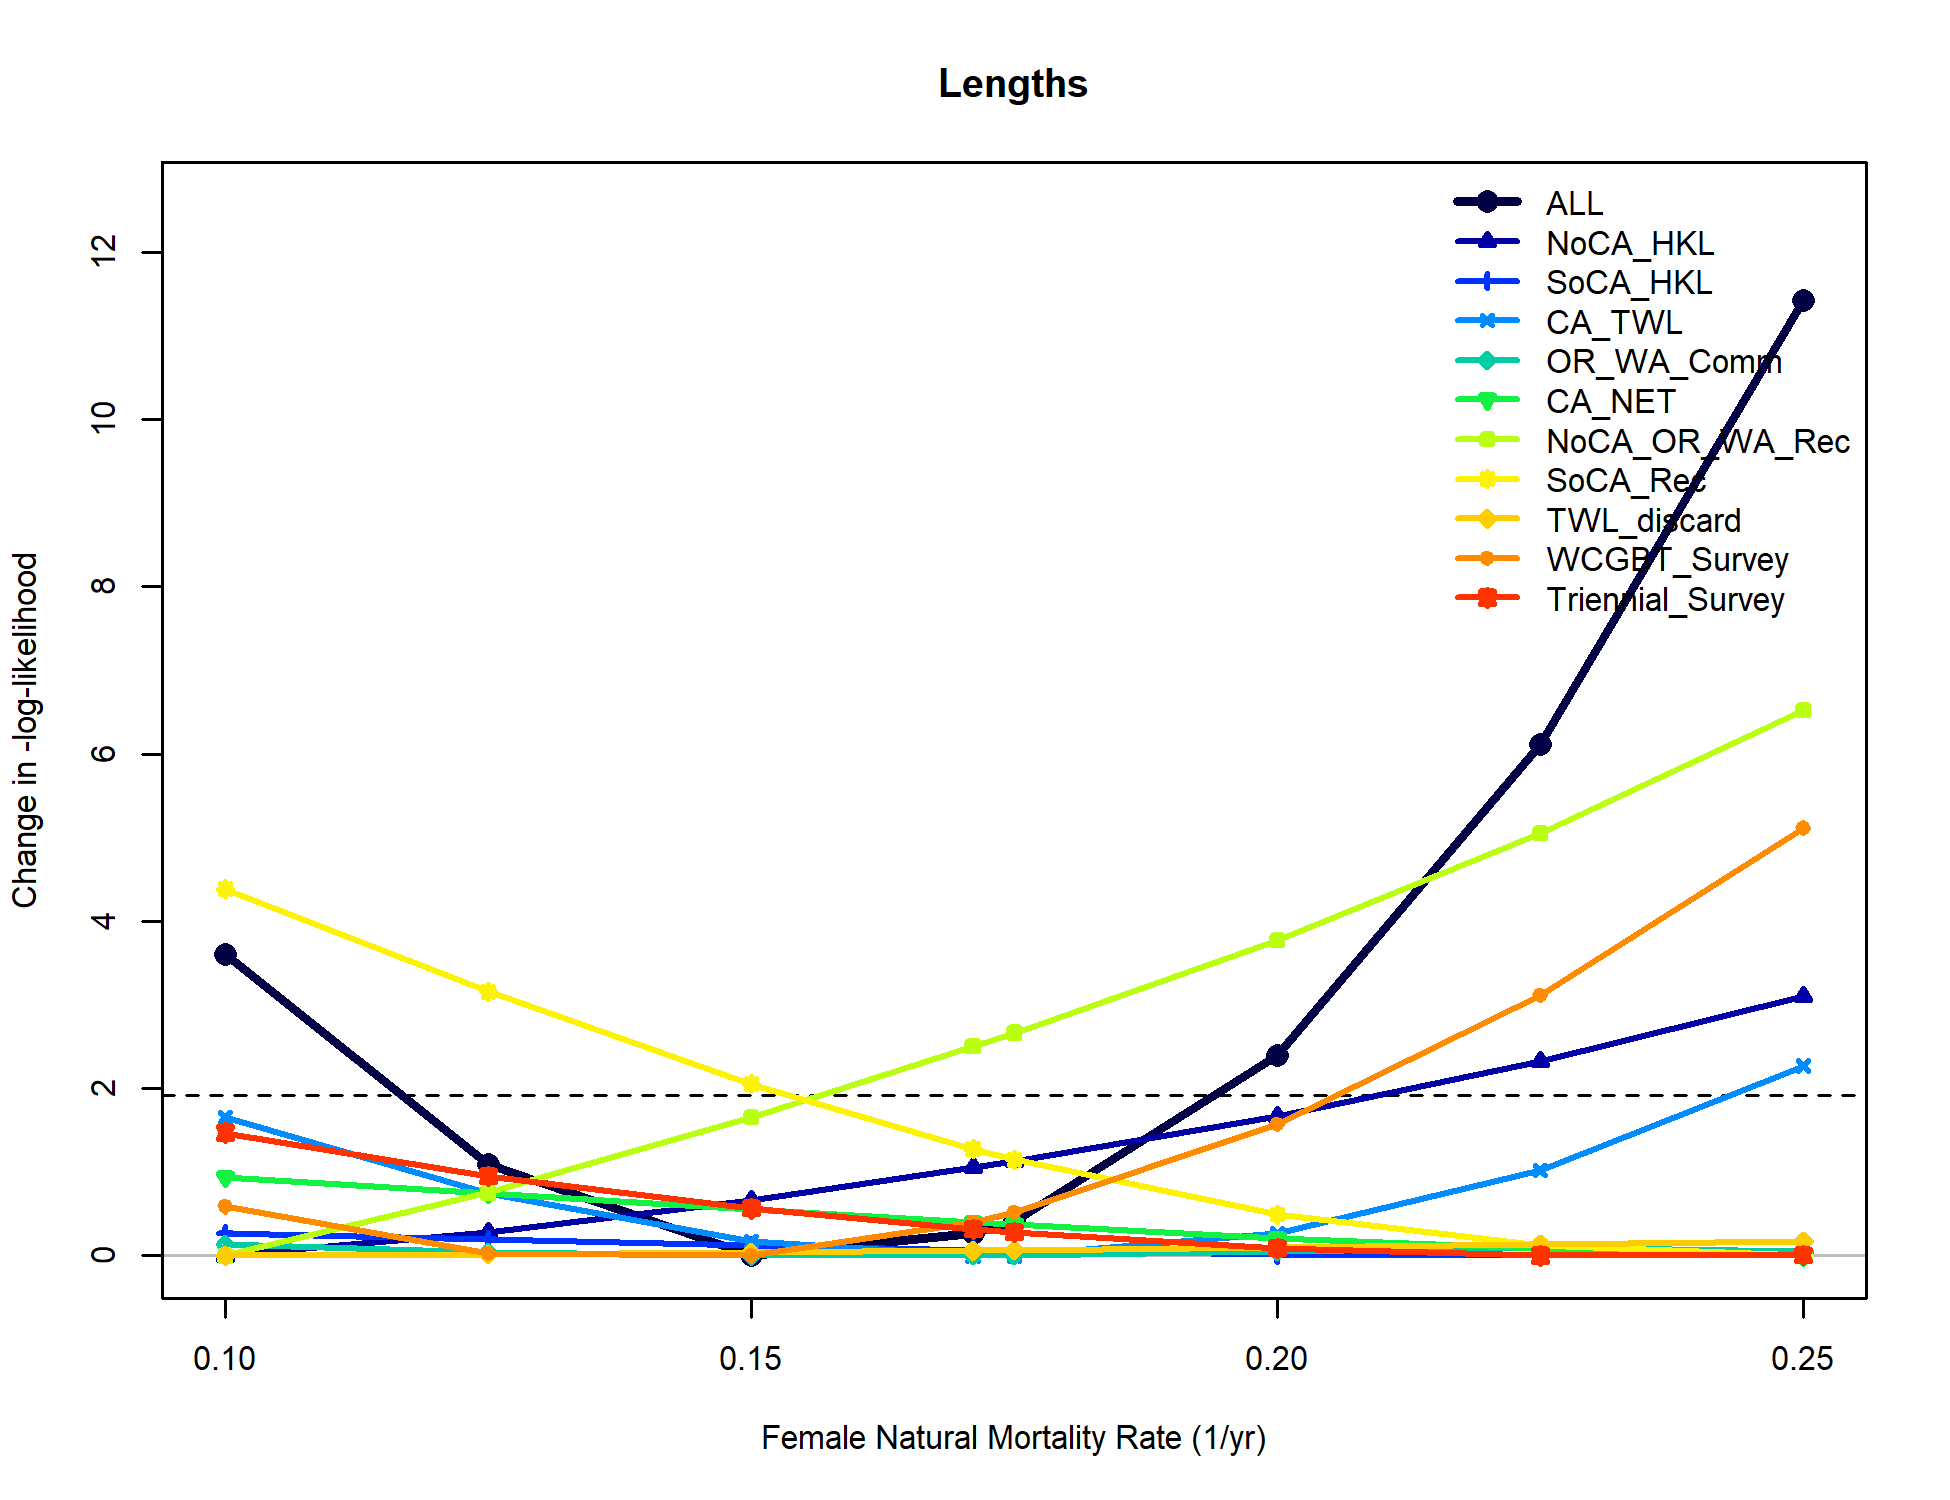 Lengths
Change in -log-likelihood
12
10
8
6
4
2
0
ALL
NoCA_HKL
SoCA_HKL
CA_TWL
OR_WA_Comm
CA_NET
NoCA_OR_WA_Rec
SoCA_Rec
TWL_discard
WCGBT_Survey
Triennial_Survey
0.10 0.15 0.20 0.25
Female Natural Mortality Rate (1/yr)